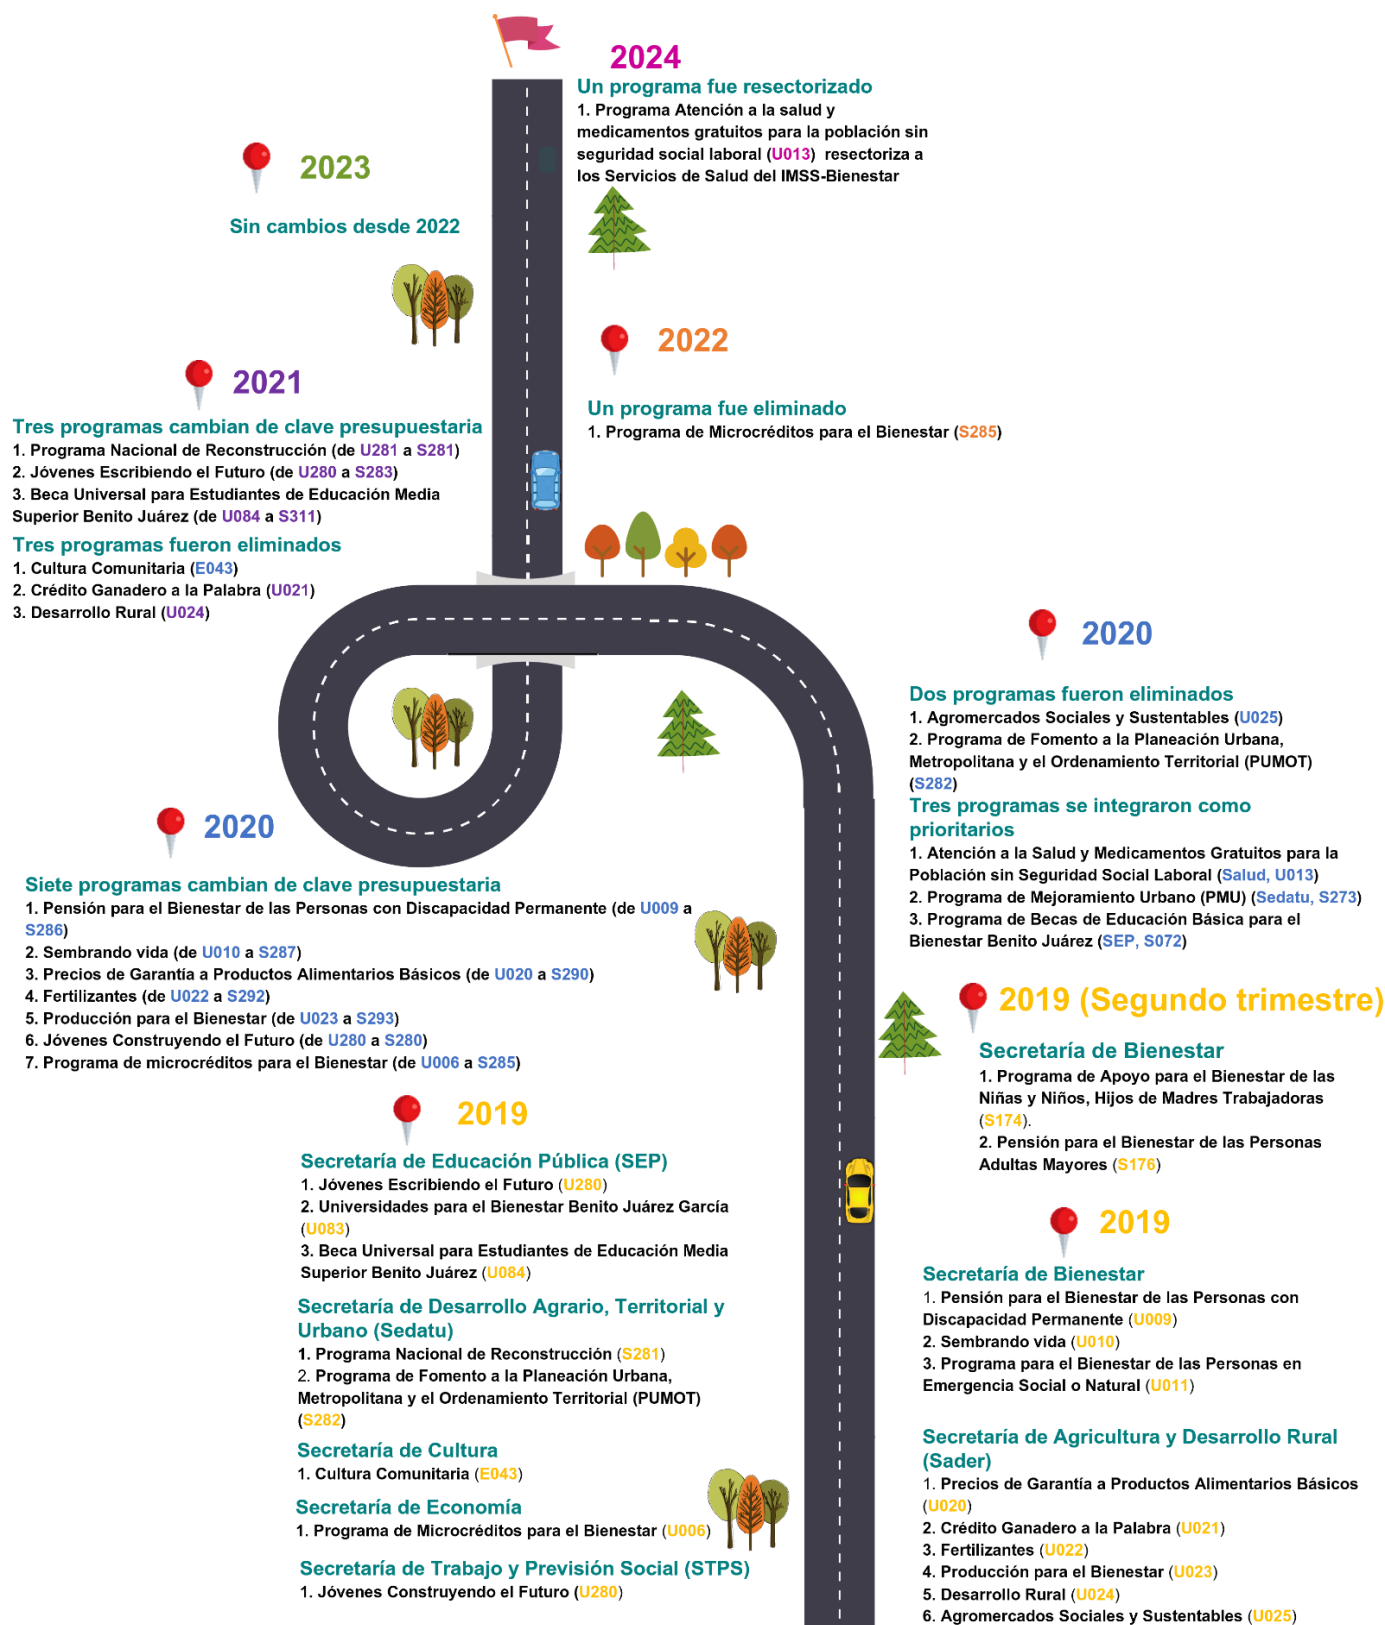 2024
Un programa fue resectorizado
1. Programa Atención a la salud y
medicamentos gratuitos para la población sin
seguridad social laboral (U013) resectoriza a
los Servicios de Salud del IMSS-Bienestar
2023
Sin cambios desde 2022
2022
Un programa fue eliminado
1. Programa de Microcréditos para el Bienestar (S285)
2021
Tres programas cambian de clave presupuestaria
1. Programa Nacional de Reconstrucción (de U281 a S281)
2. Jóvenes Escribiendo el Futuro (de U280 a S283)
3. Beca Universal para Estudiantes de Educación Media
Superior Benito Juárez (de U084 a S311)
Tres programas fueron eliminados
1. Cultura Comunitaria (E043)
2. Crédito Ganadero a la Palabra (U021)
3. Desarrollo Rural (U024)
2020
Dos programas fueron eliminados
1. Agromercados Sociales y Sustentables (U025)
2. Programa de Fomento a la Planeación Urbana,
Metropolitana y el Ordenamiento Territorial (PUMOT)
(S282)
Tres programas se integraron como
prioritarios
1. Atención a la Salud y Medicamentos Gratuitos para la
Población sin Seguridad Social Laboral (Salud, U013)
2. Programa de Mejoramiento Urbano (PMU) (Sedatu, S273)
3. Programa de Becas de Educación Básica para el
Bienestar Benito Juárez (SEP, S072)
2020
Siete programas cambian de clave presupuestaria
1. Pensión para el Bienestar de las Personas con Discapacidad Permanente (de U009 a
S286)
2. Sembrando vida (de U010 a S287)
3. Precios de Garantía a Productos Alimentarios Básicos (de U020 a S290)
4. Fertilizantes (de U022 a S292)
5. Producción para el Bienestar (de U023 a S293)
6. Jóvenes Construyendo el Futuro (de U280 a S280)
7. Programa de microcréditos para el Bienestar (de U006 a S285)
2019 (Segundo trimestre)
Secretaría de Bienestar
1. Programa de Apoyo para el Bienestar de las
Niñas y Niños, Hijos de Madres Trabajadoras
(S174).
2. Pensión para el Bienestar de las Personas
Adultas Mayores (S176)
2019
Secretaría de Educación Pública (SEP)
1. Jóvenes Escribiendo el Futuro (U280)
2. Universidades para el Bienestar Benito Juárez García
(U083)
3. Beca Universal para Estudiantes de Educación Media
Superior Benito Juárez (U084)
Secretaría de Desarrollo Agrario, Territorial y
Urbano (Sedatu)
1. Programa Nacional de Reconstrucción (S281)
2. Programa de Fomento a la Planeación Urbana,
Metropolitana y el Ordenamiento Territorial (PUMOT)
(S282)
Secretaría de Cultura
1. Cultura Comunitaria (E043)
Secretaría de Economía
1. Programa de Microcréditos para el Bienestar (U006)
Secretaría de Trabajo y Previsión Social (STPS)
1. Jóvenes Construyendo el Futuro (U280)
2019
Secretaría de Bienestar
1. Pensión para el Bienestar de las Personas con
Discapacidad Permanente (U009)
2. Sembrando vida (U010)
3. Programa para el Bienestar de las Personas en
Emergencia Social o Natural (U011)
Secretaría de Agricultura y Desarrollo Rural
(Sader)
1. Precios de Garantía a Productos Alimentarios Básicos
(U020)
2. Crédito Ganadero a la Palabra (U021)
3. Fertilizantes (U022)
4. Producción para el Bienestar (U023)
5. Desarrollo Rural (U024)
6. Agromercados Sociales y Sustentables (U025)